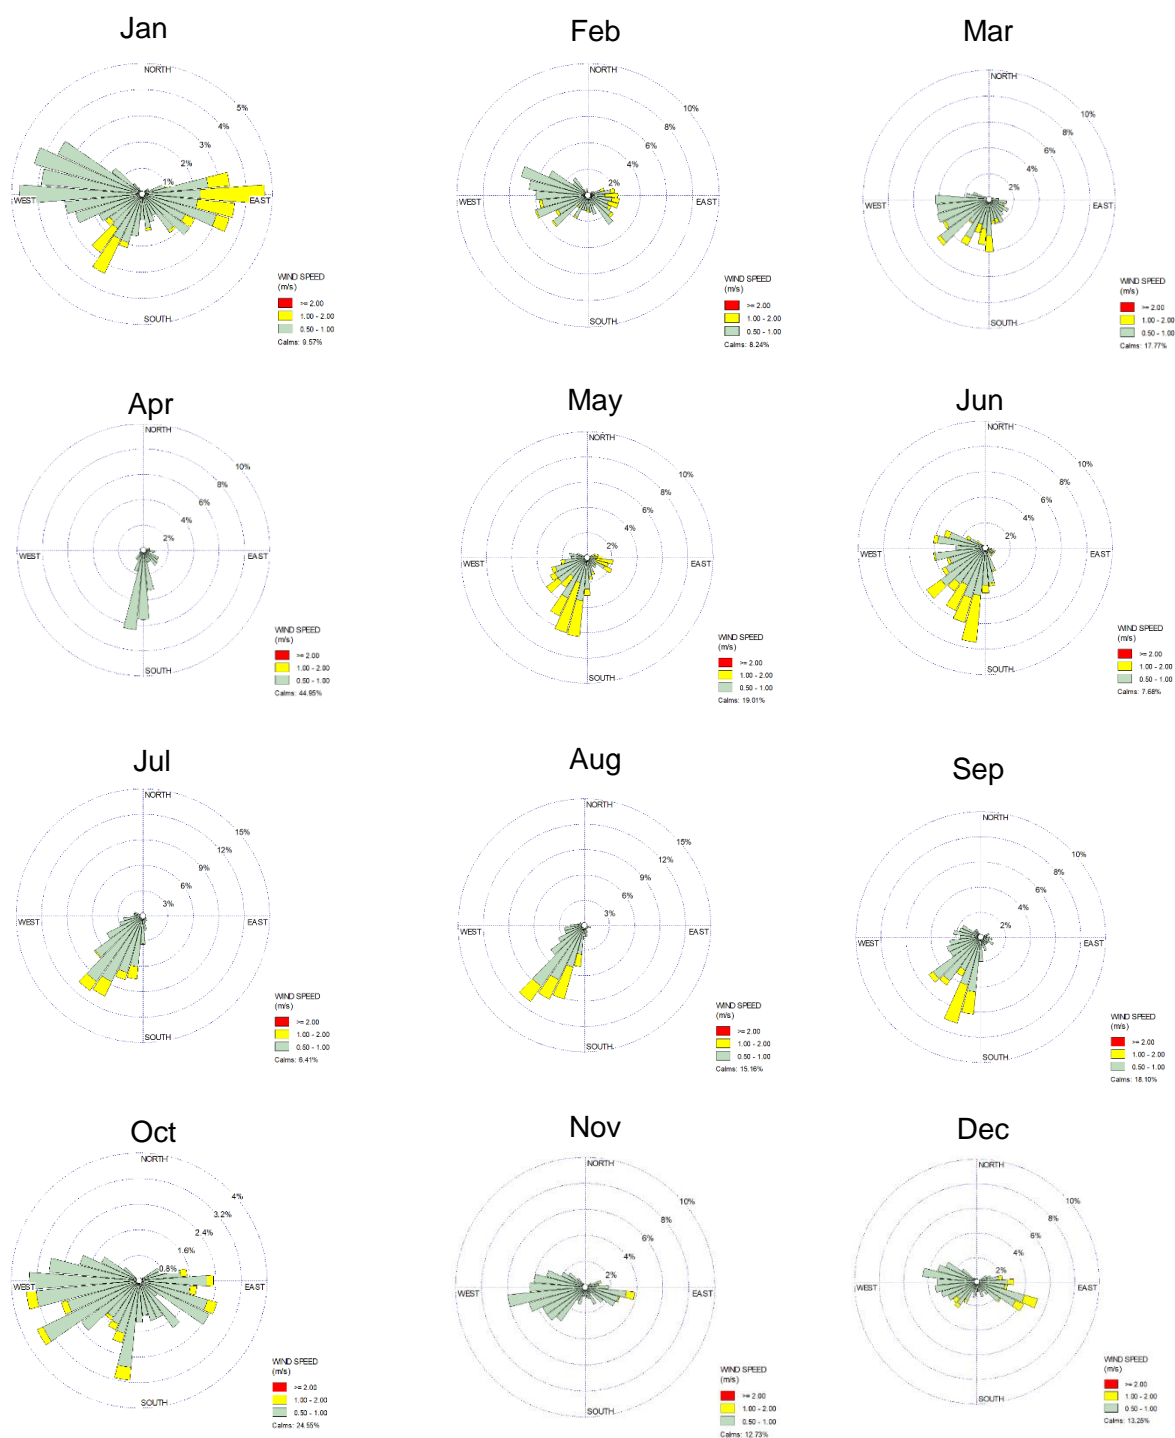 Jan
NORTH
5%
4%
3%
2%
1%
WEST
EAST
SOUTH
WIND SPEED
(m/s)
>= 2.00
1.00 - 2.00
0.50 - 1.00
Calms: 9.57%
Feb
NORTH
10%
8%
6%
4%
2%
WEST
EAST
SOUTH
WIND SPEED
(m/s)
>= 2.00
1.00 - 2.00
0.50 - 1.00
Calms: 8.24%
Mar
NORTH
10%
8%
6%
4%
2%
WEST
EAST
SOUTH
WIND SPEED
(m/s)
>= 2.00
1.00 - 2.00
0.50 - 1.00
Calms: 17.77%
Apr
NORTH
10%
8%
6%
4%
2%
WEST
EAST
SOUTH
WIND SPEED
(m/s)
>= 2.00
1.00 - 2.00
0.50 - 1.00
Calms: 44.95%
May
NORTH
10%
8%
6%
4%
2%
WEST
EAST
SOUTH
WIND SPEED
(m/s)
>= 2.00
1.00 - 2.00
0.50 - 1.00
Calms: 19.01%
Jun
NORTH
10%
8%
6%
4%
2%
WEST
EAST
SOUTH
WIND SPEED
(m/s)
>= 2.00
1.00 - 2.00
0.50 - 1.00
Calms: 7.68%
Jul
NORTH
15%
12%
9%
6%
3%
WEST
EAST
SOUTH
WIND SPEED
(m/s)
>= 2.00
1.00 - 2.00
0.50 - 1.00
Calms: 6.41%
Aug
NORTH
15%
12%
9%
6%
3%
WEST
EAST
SOUTH
WIND SPEED
(m/s)
>= 2.00
1.00 - 2.00
0.50 - 1.00
Calms: 15.16%
Sep
NORTH
10%
8%
6%
4%
2%
WEST
EAST
SOUTH
WIND SPEED
(m/s)
>= 2.00
1.00 - 2.00
0.50 - 1.00
Calms: 18.10%
Oct
NORTH
4%
3.2%
2.4%
1.6%
0.8%
WEST
EAST
SOUTH
WIND SPEED
(m/s)
>= 2.00
1.00 - 2.00
0.50 - 1.00
Calms: 24.55%
Nov
NORTH
10%
8%
6%
4%
2%
WEST
EAST
SOUTH
WIND SPEED
(m/s)
>= 2.00
1.00 - 2.00
0.50 - 1.00
Calms: 12.73%
Dec
NORTH
10%
8%
6%
4%
2%
WEST
EAST
SOUTH
WIND SPEED
(m/s)
>= 2.00
1.00 - 2.00
0.50 - 1.00
Calms: 13.25%